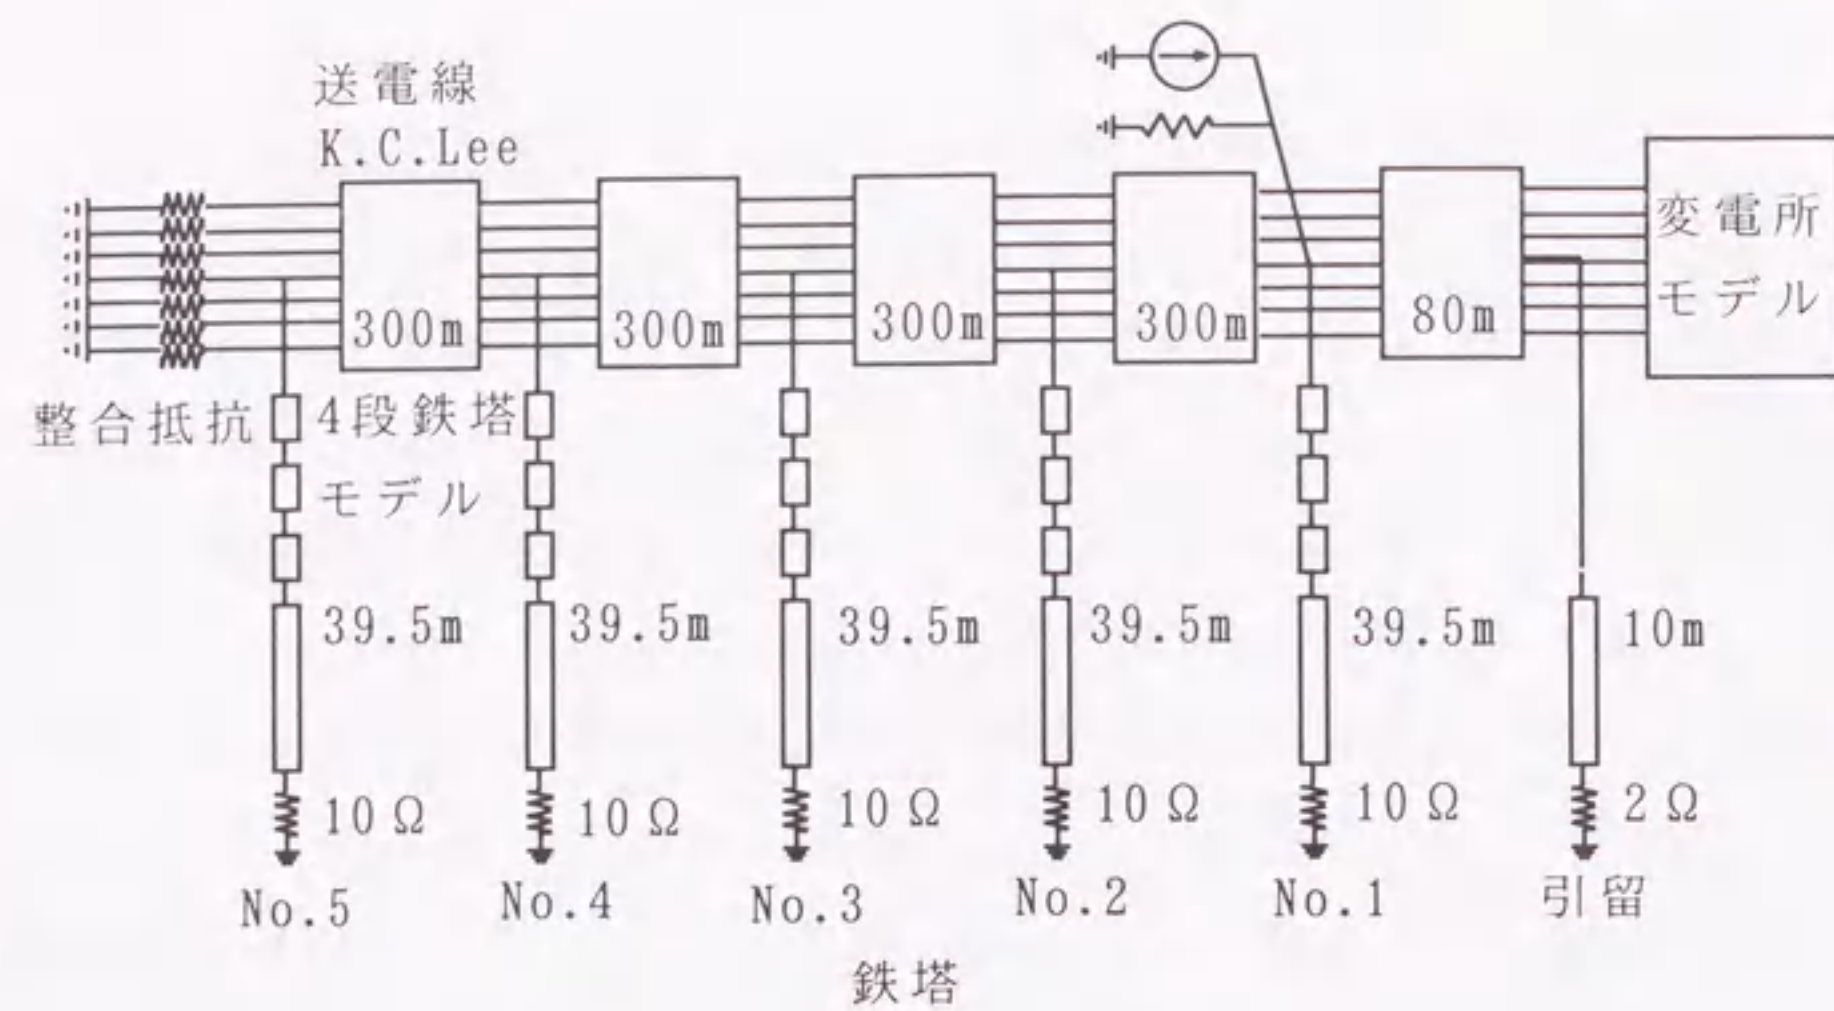 送電線
K.C.Lee
300m
300m
300m
300m
80m
変電所
モデル
整合抵抗
4段鉄塔
モデル
39.5m
39.5m
39.5m
39.5m
39.5m
10m
10Ω
10Ω
10Ω
10Ω
10Ω
2Ω
No.5
No.4
No.3
No.2
No.1
引留
鉄塔